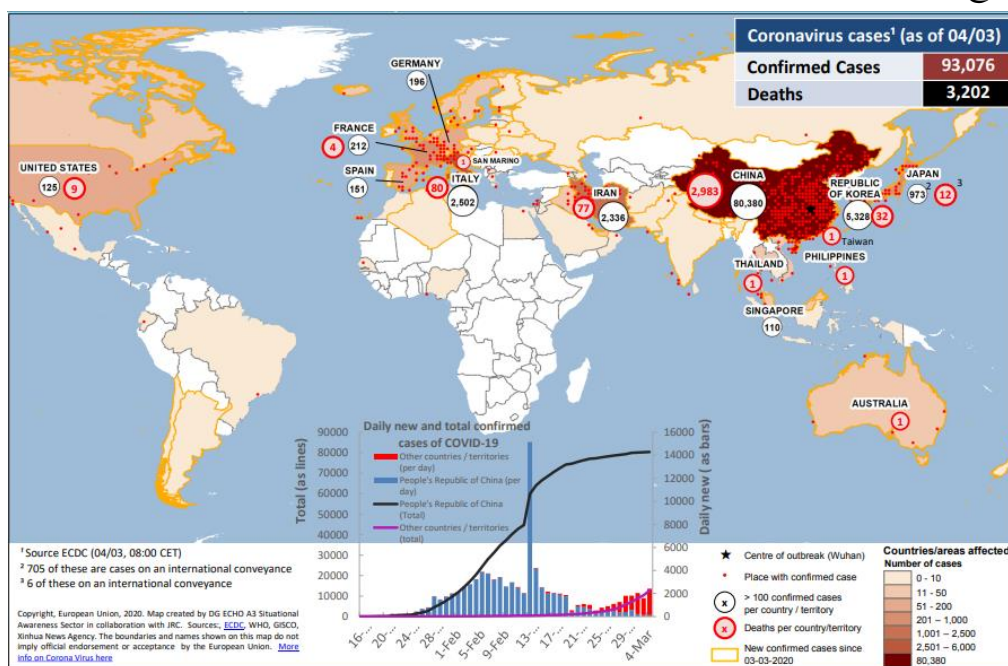 Coronavirus cases¹ (as of 04/03)
Confirmed Cases 93,076
Deaths 3,202
GERMANY
196
FRANCE
4 212
UNITED STATES
125 9
SPAIN
151
1 SAN MARINO
80 ITALY
2,502
IRAN
77 2,336
CHINA
2,983 80,380
REPUBLIC
OF KOREA
5,328 32
JAPAN
973 ² 12 ³
1
Taiwan
THAILAND
1
PHILIPPINES
1
SINGAPORE
110
AUSTRALIA
1
Daily new and total confirmed
cases of COVID-19
Other countries / territories
(per day)
People's Republic of China (per
day)
People's Republic of China
(Total)
Other countries / territories
(total)
Total (as lines)
90000
80000
70000
60000
50000
40000
30000
20000
10000
0
Daily new ( as bars)
16000
14000
12000
10000
8000
6000
4000
2000
0
16-...
20-...
24-...
28-...
1-Feb
5-Feb
9-Feb
13-...
17-...
21-...
25-...
29-...
4-Mar
¹ Source ECDC (04/03, 08:00 CET)
² 705 of these are cases on an international conveyance
³ 6 of these on an international conveyance
Copyright, European Union, 2020. Map created by DG ECHO A3 Situational
Awareness Sector in collaboration with JRC. Sources:, ECDC, WHO, GISCO,
Xinhua News Agency. The boundaries and names shown on this map do not
imply official endorsement or acceptance by the European Union. More
info on Corona Virus here
Centre of outbreak (Wuhan)
Place with confirmed case
x > 100 confirmed cases
per country / territory
x Deaths per country/territory
New confirmed cases since
03-03-2020
Countries/areas affected
Number of cases
0 - 10
11 - 50
51 - 200
201 – 1,000
1,001 – 2,500
2,501 – 6,000
80,380